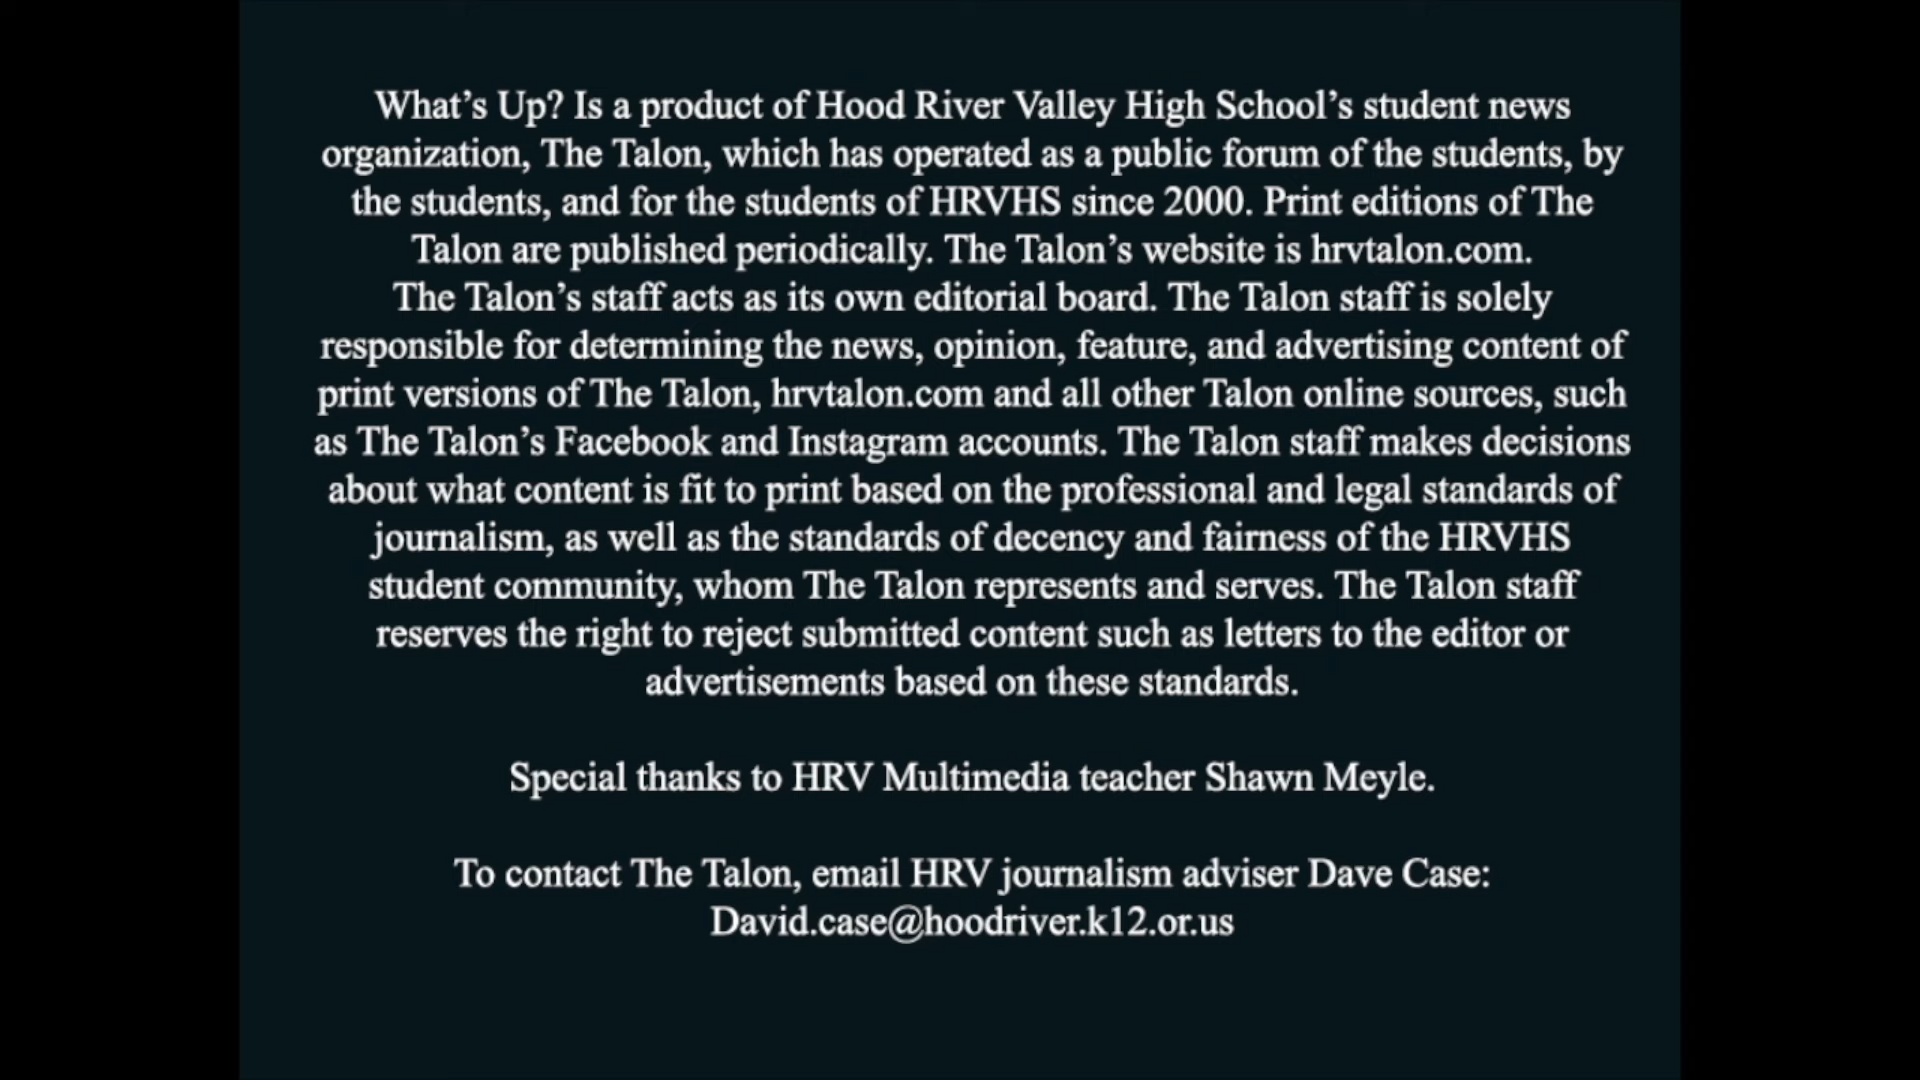 What’s Up? Is a product of Hood River Valley High School’s student news
organization, The Talon, which has operated as a public forum of the students, by
the students, and for the students of HRVHS since 2000. Print editions of The
Talon are published periodically. The Talon’s website is hrvtalon.com.
The Talon’s staff acts as its own editorial board. The Talon staff is solely
responsible for determining the news, opinion, feature, and advertising content of
print versions of The Talon, hrvtalon.com and all other Talon online sources, such
as The Talon’s Facebook and Instagram accounts. The Talon staff makes decisions
about what content is fit to print based on the professional and legal standards of
journalism, as well as the standards of decency and fairness of the HRVHS
student community, whom The Talon represents and serves. The Talon staff
reserves the right to reject submitted content such as letters to the editor or
advertisements based on these standards.
Special thanks to HRV Multimedia teacher Shawn Meyle.
To contact The Talon, email HRV journalism adviser Dave Case:
David.case@hoodriver.k12.or.us